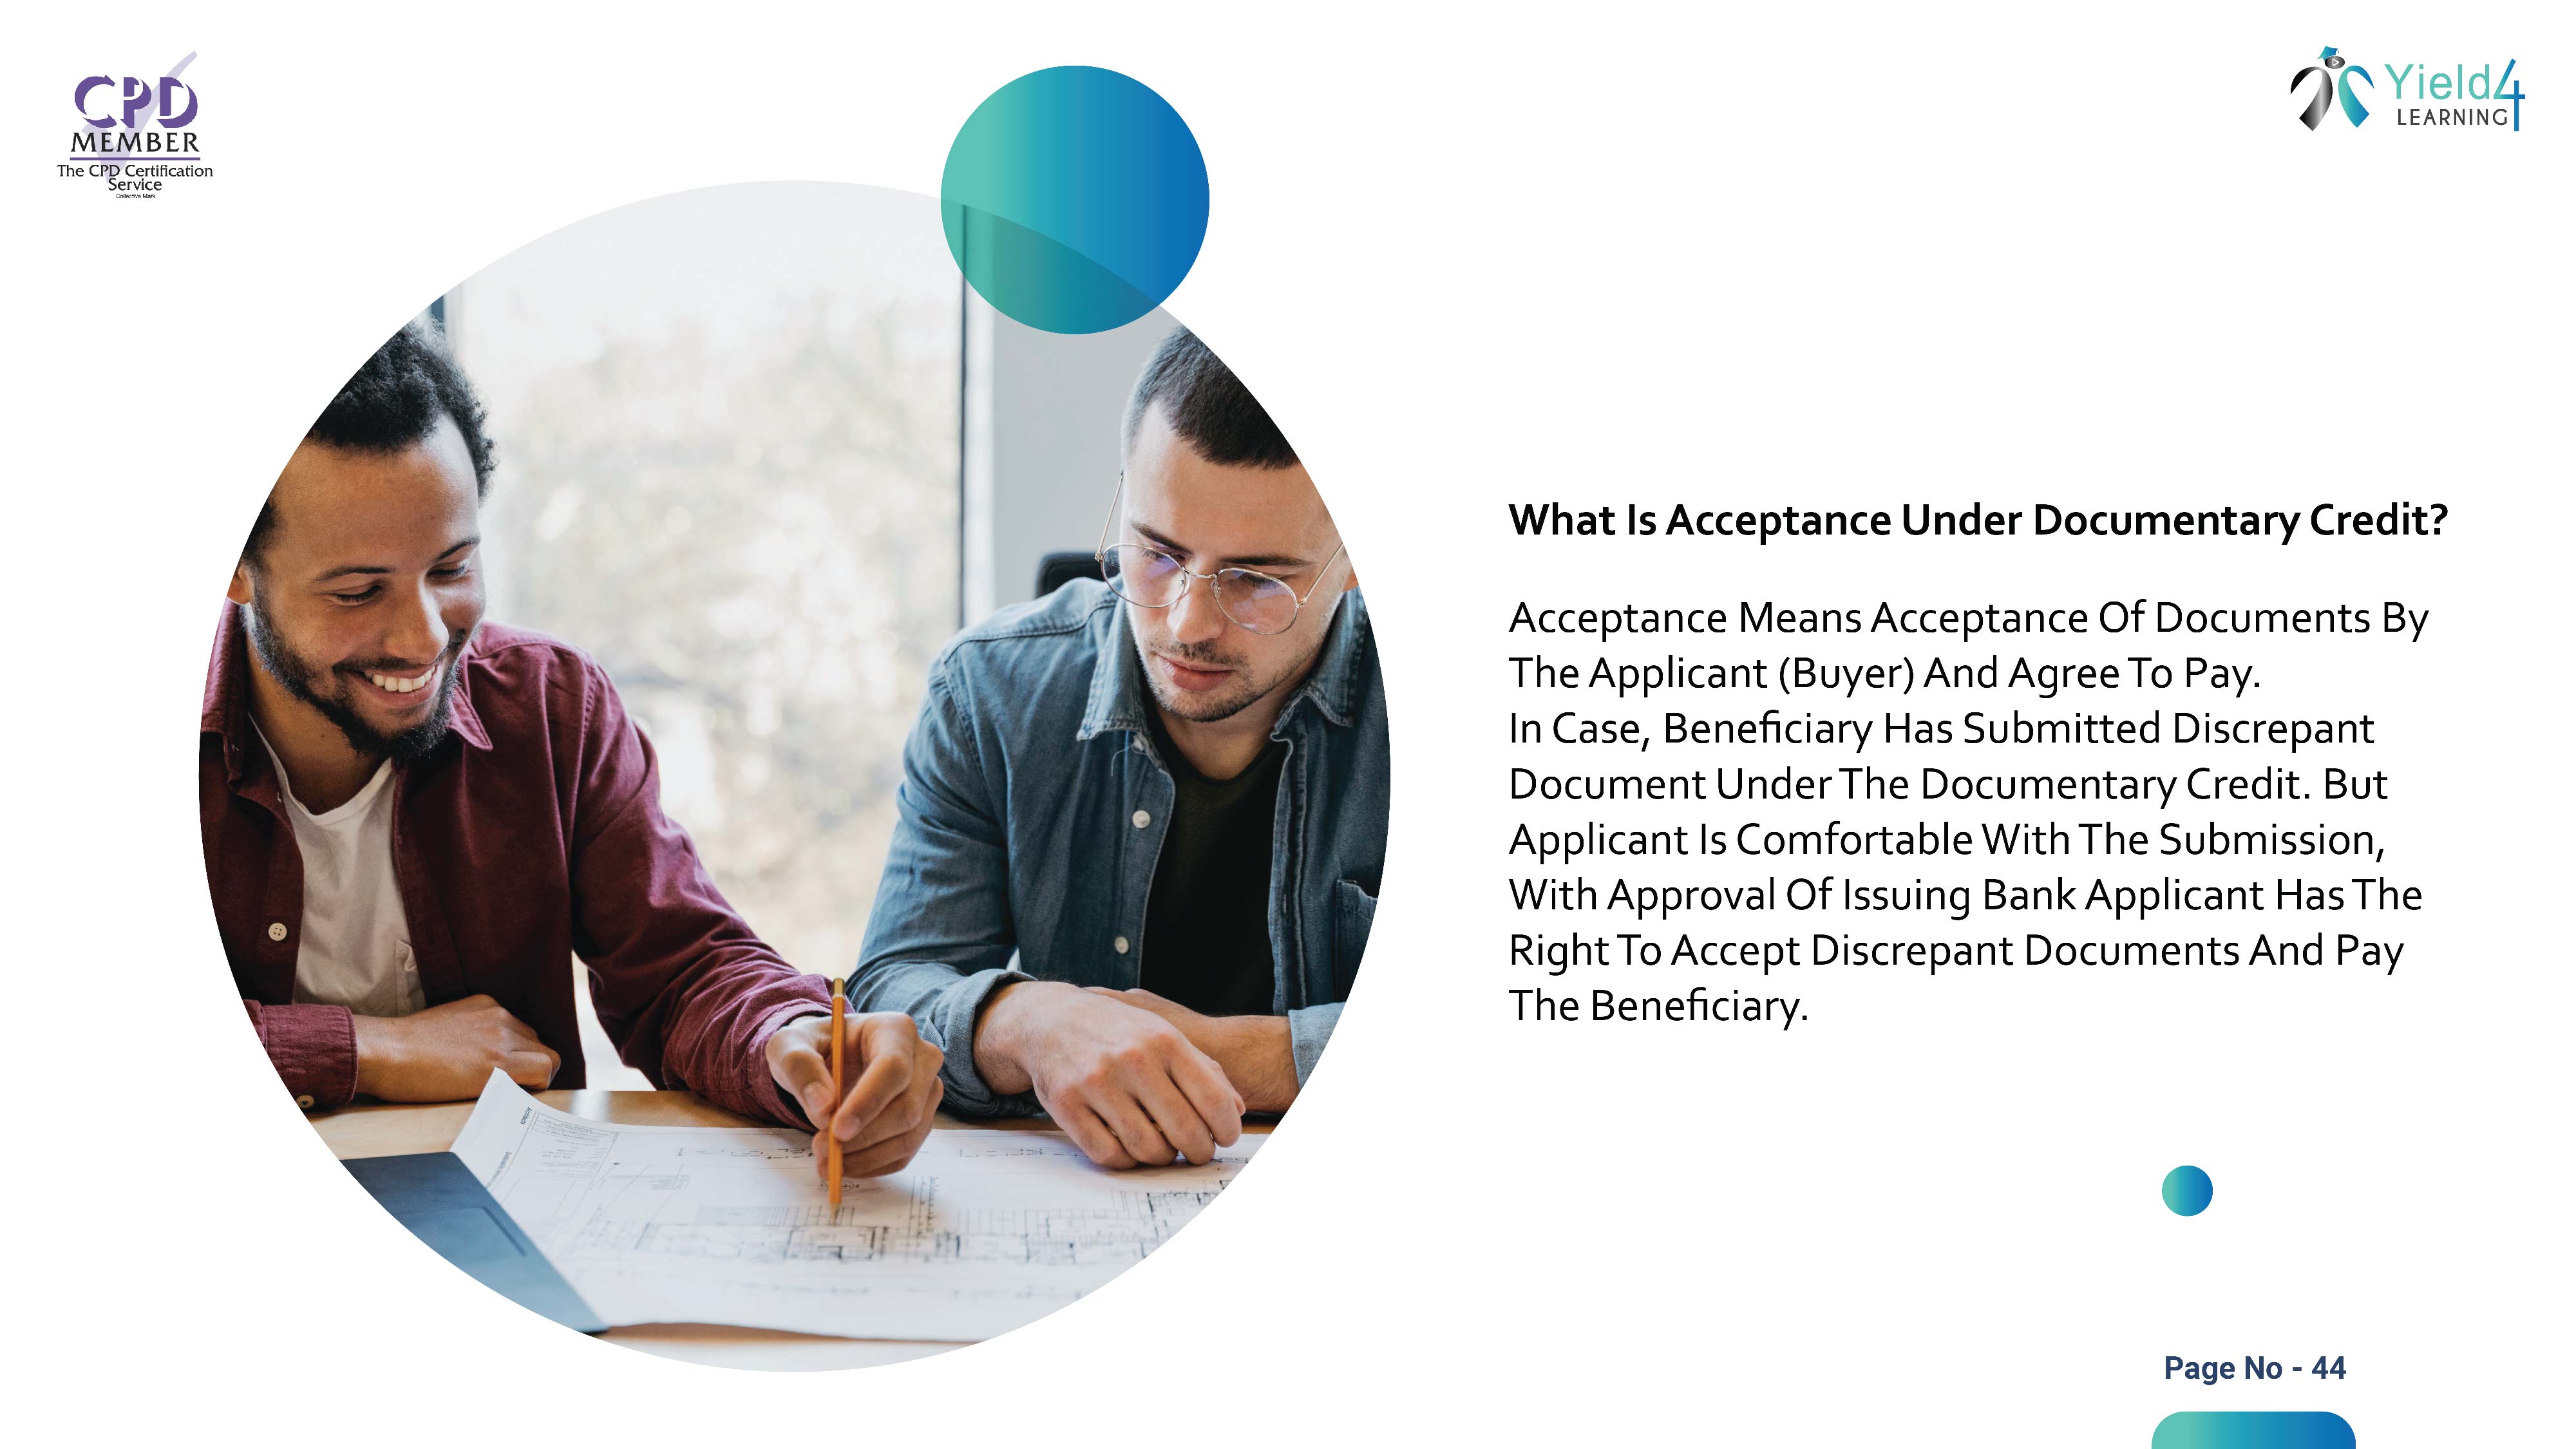 CPD
MEMBER
The CPD Certification
Service
Collective Mark
Yield4
LEARNING
What Is Acceptance Under Documentary Credit?
Acceptance Means Acceptance Of Documents By
The Applicant (Buyer) And Agree To Pay.
In Case, Beneficiary Has Submitted Discrepant
Document Under The Documentary Credit. But
Applicant Is Comfortable With The Submission,
With Approval Of Issuing Bank Applicant Has The
Right To Accept Discrepant Documents And Pay
The Beneficiary.
Page No - 44